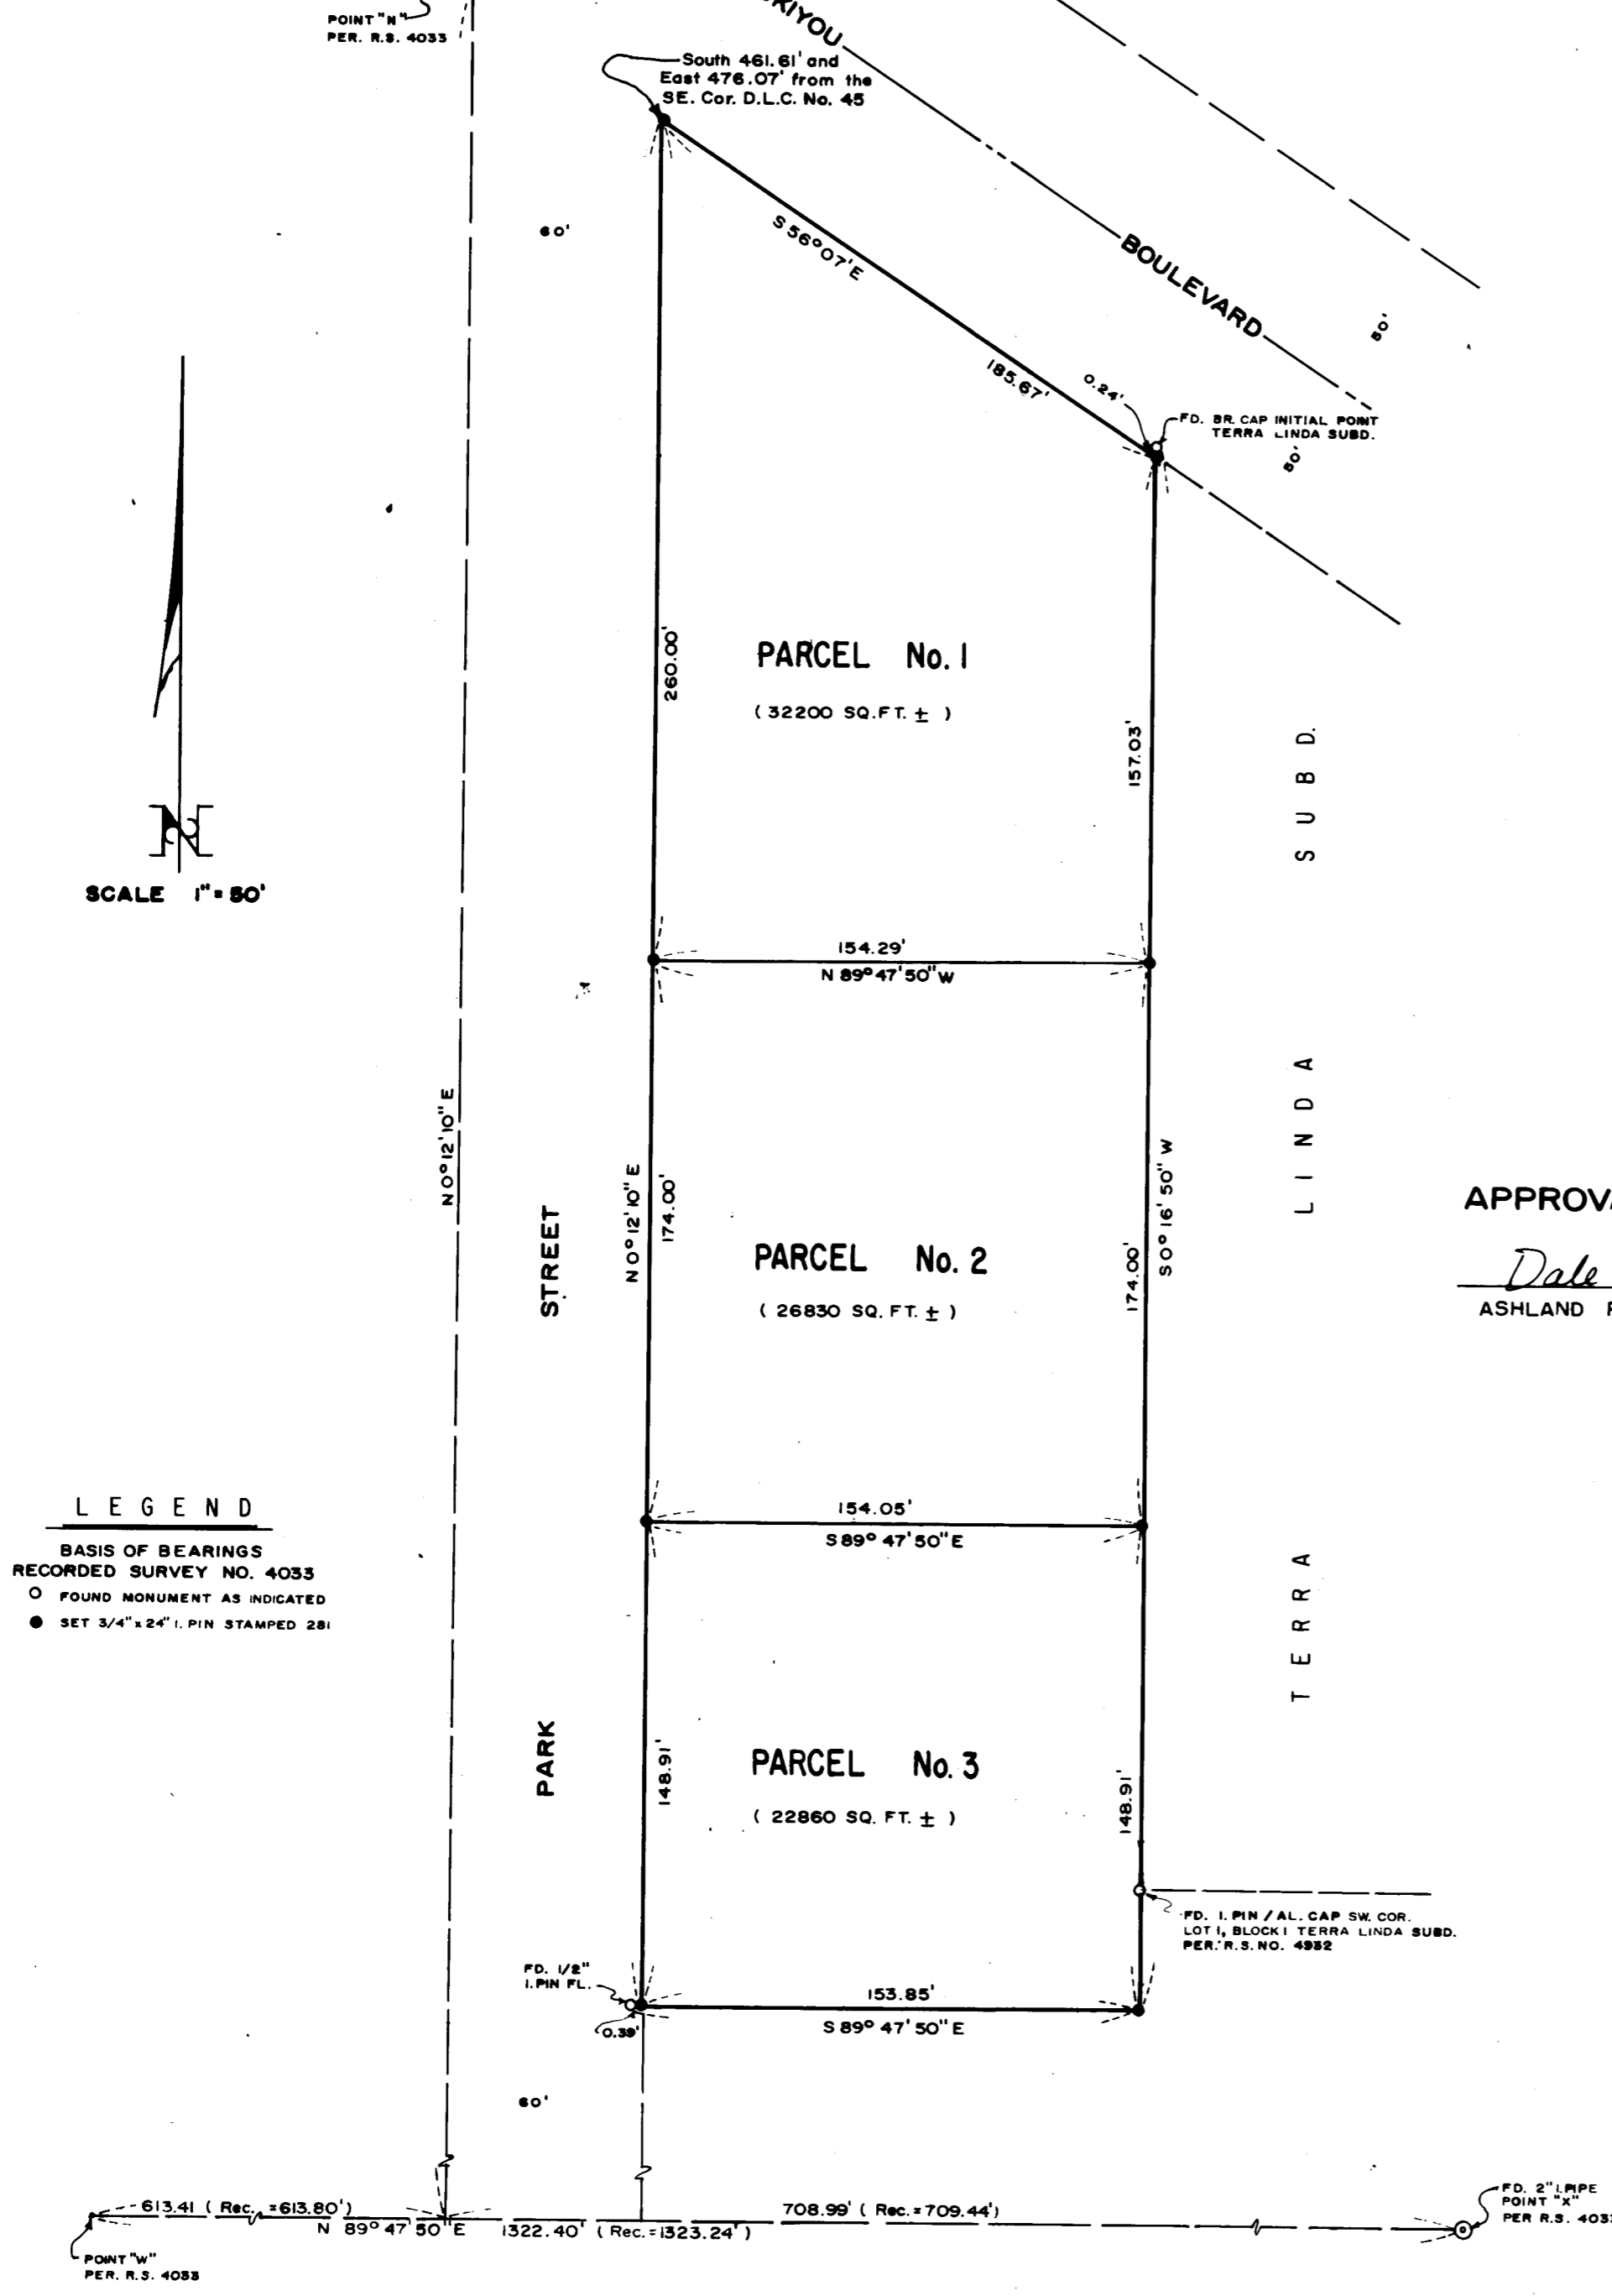 POINT "N"
PER. R.S. 4033
KIYOU
South 461.61' and
East 476.07' from the
SE. Cor. D.L.C. No. 45
60'
S 56° 07' E
BOULEVARD
50'
185.67'
0.24'
FD. BR. CAP INITIAL POINT
TERRA LINDA SUBD.
50'
260.00'
PARCEL No. 1
( 32200 SQ. FT. ± )
157.03'
SUBD.
N
SCALE 1" = 50'
154.29'
N 89° 47' 50" W
LINDA
N 0° 12' 10" E
N 0° 12' 10" E
174.00'
S 0° 16' 50" W
174.00'
STREET
PARCEL No. 2
( 26830 SQ. FT. ± )
APPROVA
Dale
ASHLAND
LEGEND
BASIS OF BEARINGS
RECORDED SURVEY NO. 4033
FOUND MONUMENT AS INDICATED
SET 3/4" x 24" I. PIN STAMPED 281
154.05'
S 89° 47' 50" E
TERRA
PARK
148.91'
PARCEL No. 3
( 22860 SQ. FT. ± )
148.91'
FD. I. PIN / AL. CAP SW. COR.
LOT 1, BLOCK 1 TERRA LINDA SUBD.
PER. R.S. NO. 4932
FD. 1/2"
I. PIN FL.
0.39'
153.85'
S 89° 47' 50" E
60'
613.41 ( Rec. = 613.80' )
708.99' ( Rec. = 709.44' )
N 89° 47' 50" E 1322.40' ( Rec. = 1323.24' )
FD. 2" I. PIPE
POINT "X"
PER R.S. 403
POINT "W"
PER. R.S. 4033